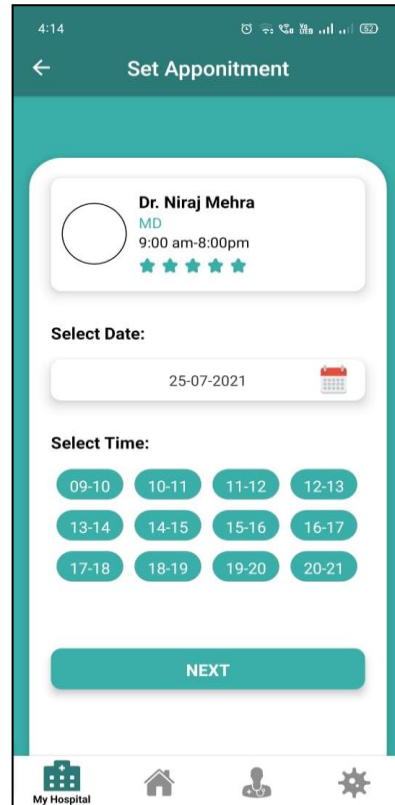 4:14
52
Set Apponitment
Dr. Niraj Mehra
MD
9:00 am-8:00pm
Select Date:
25-07-2021
Select Time:
09-10 10-11 11-12 12-13
13-14 14-15 15-16 16-17
17-18 18-19 19-20 20-21
NEXT
My Hospital